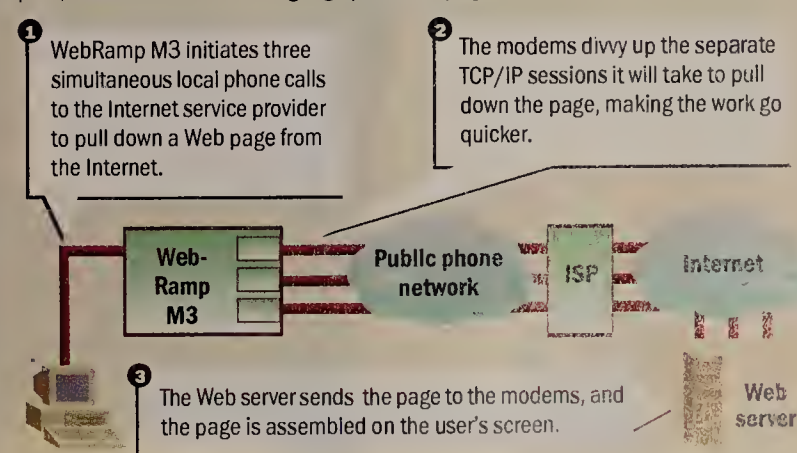 1
WebRamp M3 initiates three
simultaneous local phone calls
to the Internet service provider
to pull down a Web page from
the Internet.
2
The modems divvy up the separate
TCP/IP sessions it will take to pull
down the page, making the work go
quicker.
Web-
Ramp
M3
Public phone
network
ISP
Internet
3
The Web server sends the page to the modems, and
the page is assembled on the user's screen.
Web
server